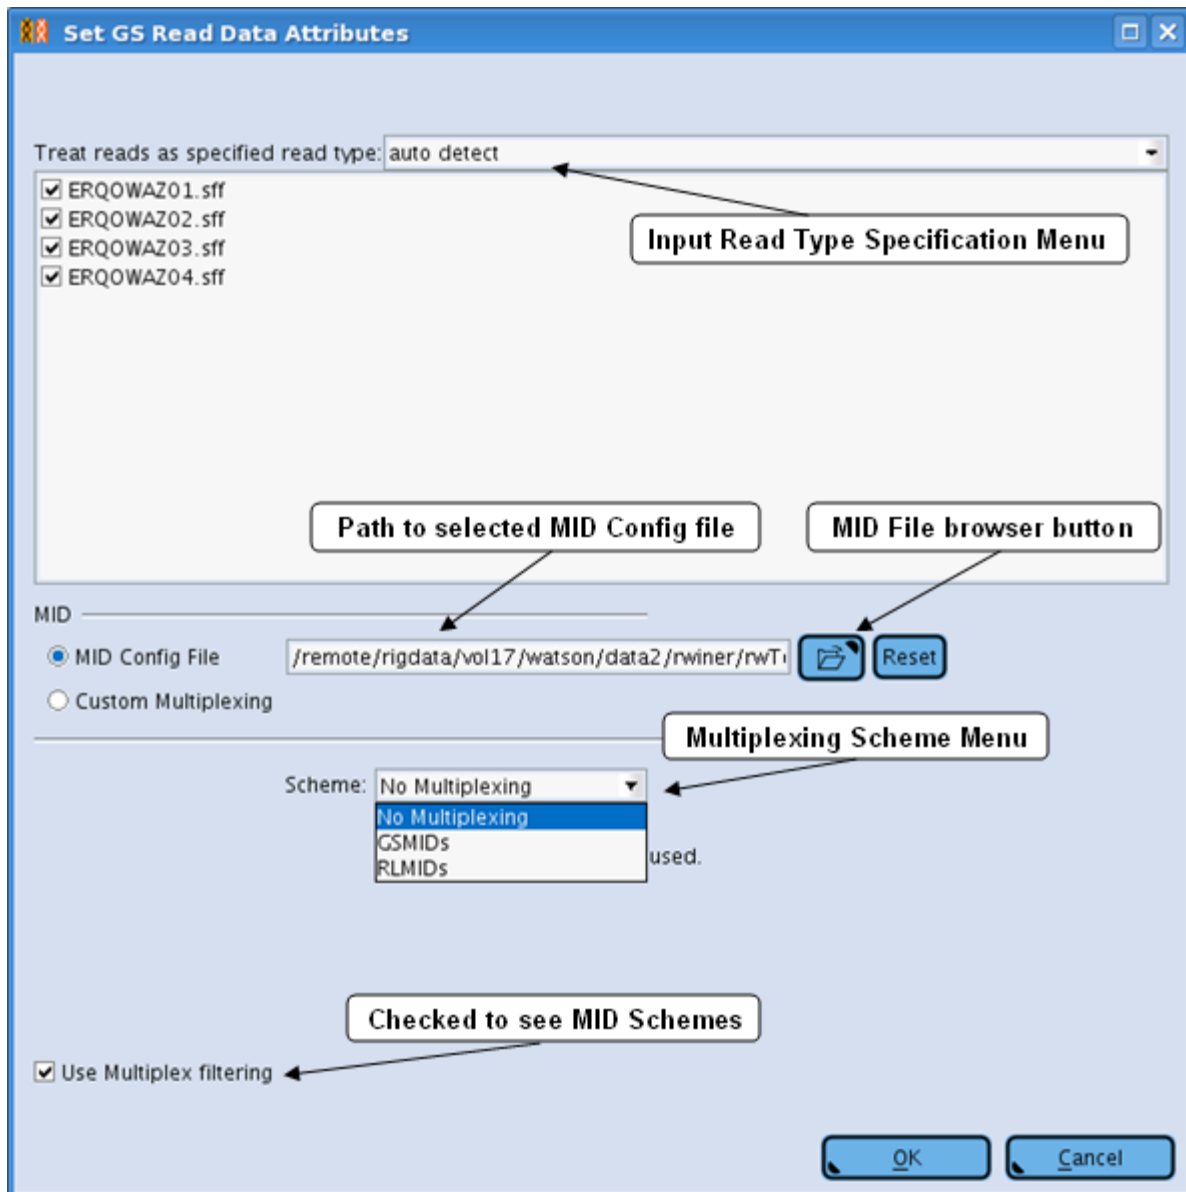 Set GS Read Data Attributes
Treat reads as specified read type: auto detect
ERQOWAZ01.sff
ERQOWAZ02.sff
ERQOWAZ03.sff
ERQOWAZ04.sff
Input Read Type Specification Menu
Path to selected MID Config file
MID File browser button
MID
MID Config File /remote/rigdata/vol17/watson/data2/rwiner/rwT Reset
Custom Multiplexing
Multiplexing Scheme Menu
Scheme: No Multiplexing
No Multiplexing
GSMIDs
RLMIDs
used.
Checked to see MID Schemes
Use Multiplex filtering
OK Cancel